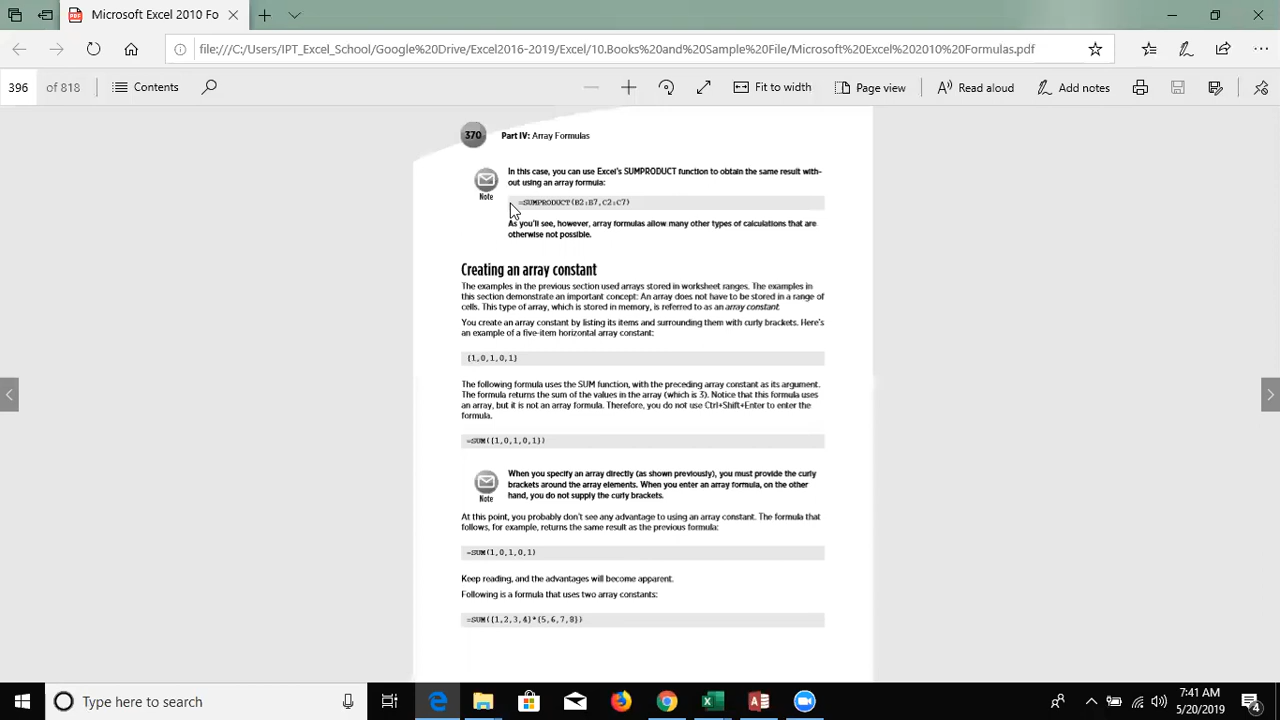 PDF Microsoft Excel 2010 Fo
file:///C:/Users/IPT_Excel_School/Google%20Drive/Excel2016-2019/Excel/10.Books%20and%20Sample%20File/Microsoft%20Excel%202010%20Formulas.pdf
396 of 818 Contents Fit to width Page view Read aloud Add notes
370 Part IV: Array Formulas
In this case, you can use Excel's SUMPRODUCT function to obtain the same result with-
out using an array formula:
Note
=SUMPRODUCT(B2:B7,C2:C7)
As you'll see, however, array formulas allow many other types of calculations that are
otherwise not possible.
Creating an array constant
The examples in the previous section used arrays stored in worksheet ranges. The examples in
this section demonstrate an important concept: An array does not have to be stored in a range of
cells. This type of array, which is stored in memory, is referred to as an array constant.
You create an array constant by listing its items and surrounding them with curly brackets. Here's
an example of a five-item horizontal array constant:
{1,0,1,0,1}
The following formula uses the SUM function, with the preceding array constant as its argument.
The formula returns the sum of the values in the array (which is 3). Notice that this formula uses
an array, but it is not an array formula. Therefore, you do not use Ctrl+Shift+Enter to enter the
formula.
=SUM({1,0,1,0,1})
When you specify an array directly (as shown previously), you must provide the curly
brackets around the array elements. When you enter an array formula, on the other
hand, you do not supply the curly brackets.
Note
At this point, you probably don't see any advantage to using an array constant. The formula that
follows, for example, returns the same result as the previous formula:
=SUM(1,0,1,0,1)
Keep reading, and the advantages will become apparent.
Following is a formula that uses two array constants:
=SUM({1,2,3,4}*{5,6,7,8})
Type here to search
7:41 AM
5/20/2019
4